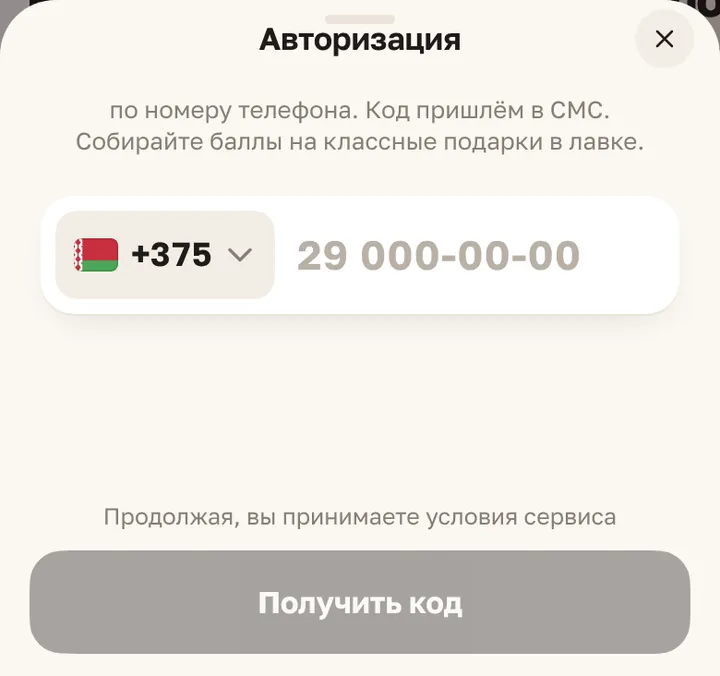 Авторизация
по номеру телефона. Код пришлём в СМС.
Собирайте баллы на классные подарки в лавке.
+375 29 000-00-00
Продолжая, вы принимаете условия сервиса
Получить код